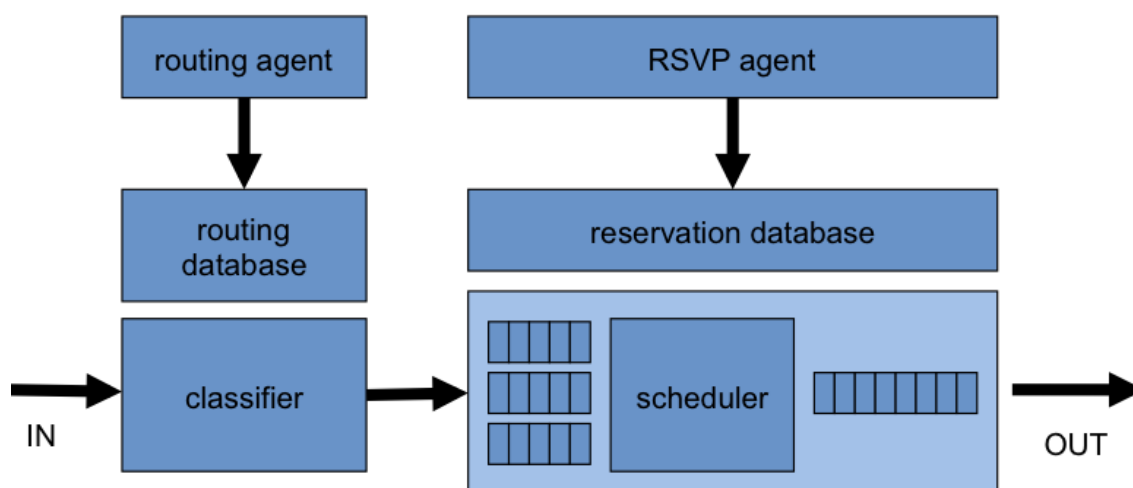 routing agent
RSVP agent
routing
database
reservation database
classifier
scheduler
IN
OUT